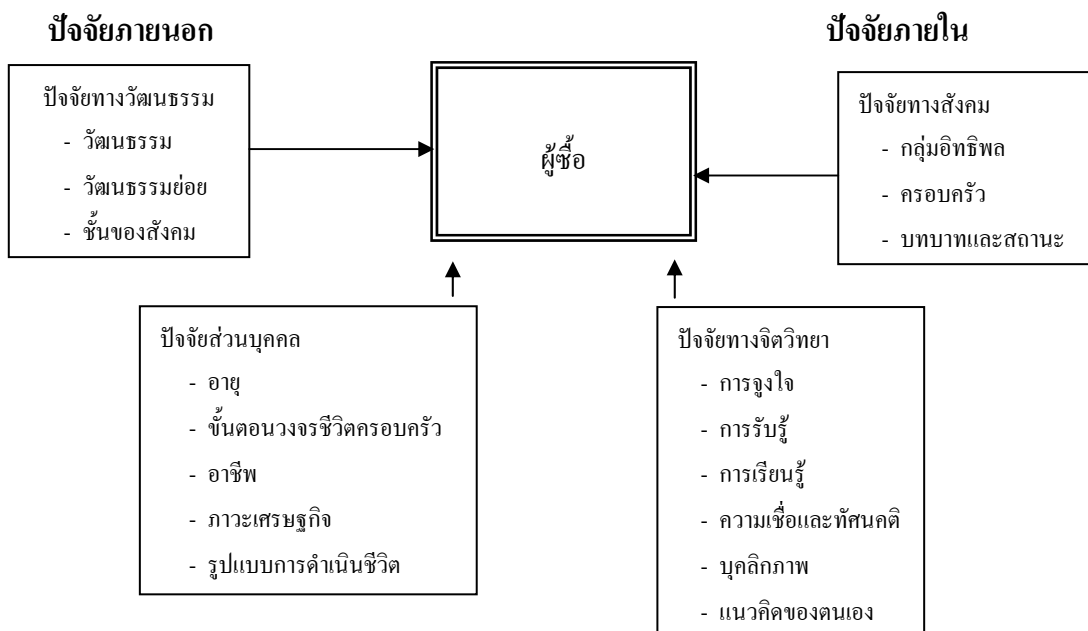 ปัจจัยภายนอก
ปัจจัยภายใน
ปัจจัยทางวัฒนธรรม
- วัฒนธรรม
- วัฒนธรรมย่อย
- ชั้นของสังคม
ผู้ซื้อ
ปัจจัยทางสังคม
- กลุ่มอิทธิพล
- ครอบครัว
- บทบาทและสถานะ
ปัจจัยส่วนบุคคล
- อายุ
- ขั้นตอนวงจรชีวิตครอบครัว
- อาชีพ
- ภาวะเศรษฐกิจ
- รูปแบบการดำเนินชีวิต
ปัจจัยทางจิตวิทยา
- การจูงใจ
- การรับรู้
- การเรียนรู้
- ความเชื่อและทัศนคติ
- บุคลิกภาพ
- แนวคิดของตนเอง